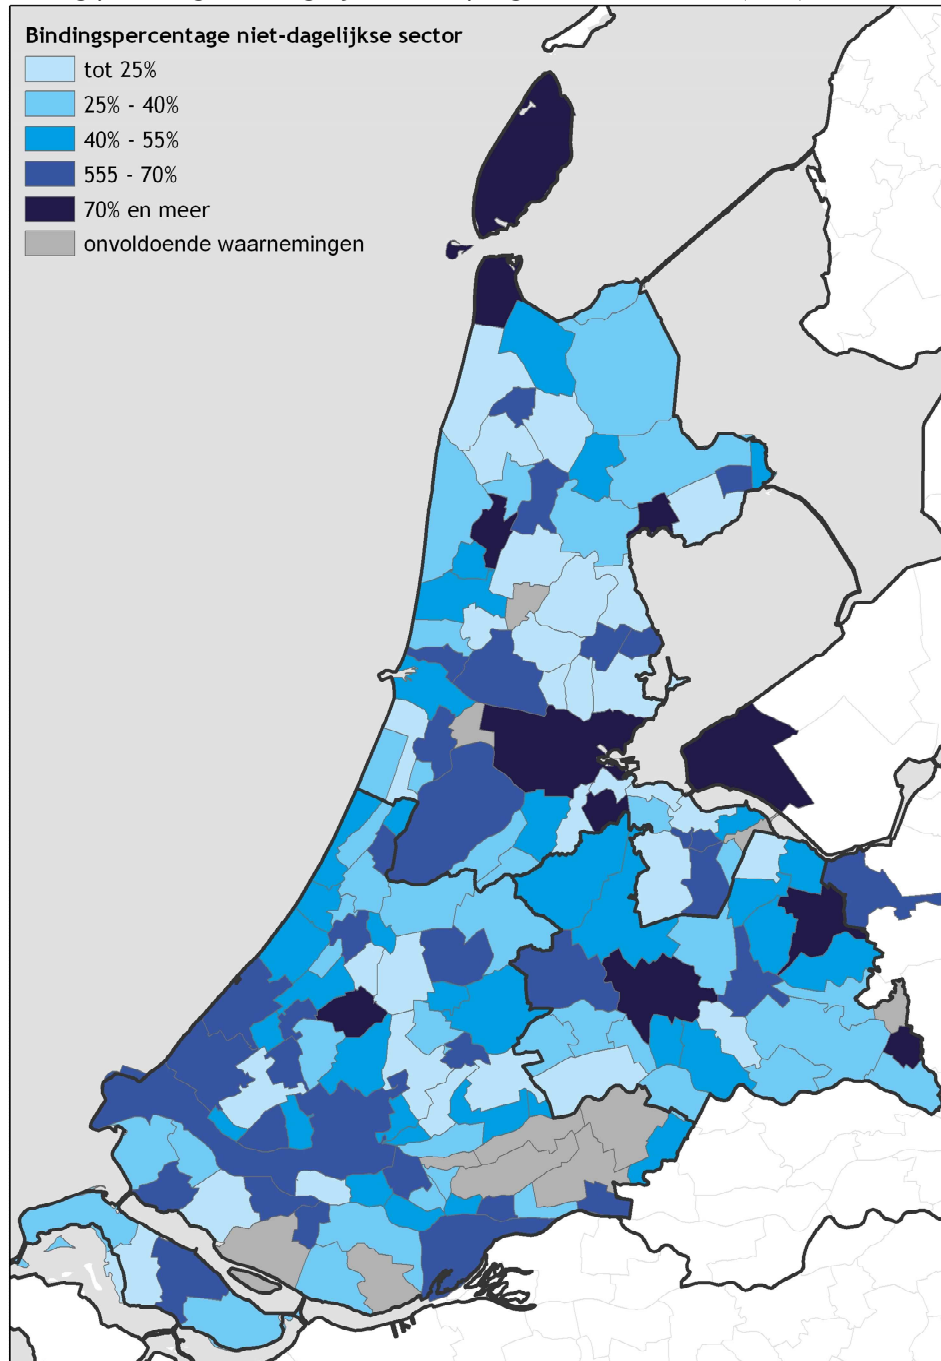 Bindingspercentage niet-dagelijkse sector
tot 25%
25% - 40%
40% - 55%
555 - 70%
70% en meer
onvoldoende waarnemingen